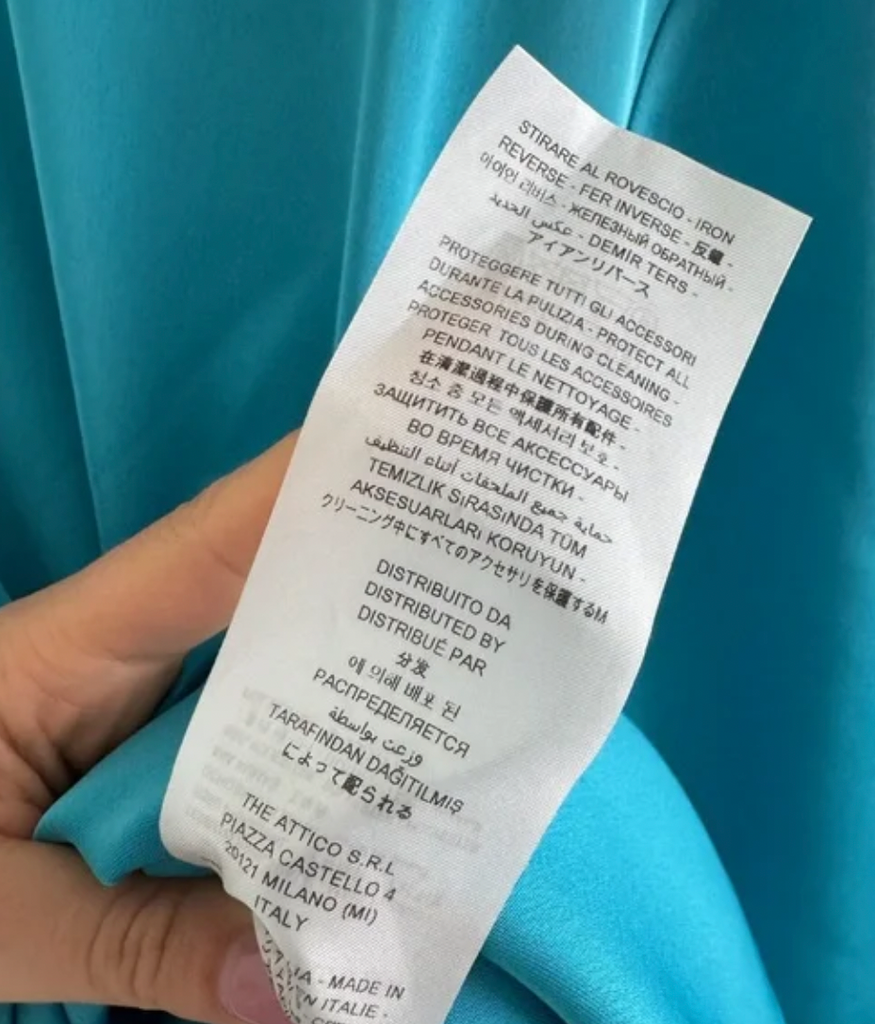 STIRARE AL ROVESCIO - IRON
REVERSE - FER INVERSE - 反鐵 -
아이언 리버스 - ЖЕЛЕЗНЫЙ ОБРАТНЫЙ -
عكس الحديد - DEMIR TERS -
アイアンリバース
PROTEGGERE TUTTI GLI ACCESSORI
DURANTE LA PULIZIA - PROTECT ALL
ACCESSORIES DURING CLEANING -
PROTEGER TOUS LES ACCESSOIRES
PENDANT LE NETTOYAGE -
在清潔過程中保護所有配件 -
청소 중 모든 액세서리 보호 -
ЗАЩИТИТЬ ВСЕ АКСЕССУАРЫ
ВО ВРЕМЯ ЧИСТКИ -
حماية جميع الملحقات أثناء التنظيف
TEMIZLIK SıRASıNDA TÜM
AKSESUARLARı KORUYUN -
クリーニング中にすべてのアクセサリを保護するM
DISTRIBUITO DA
DISTRIBUTED BY
DISTRIBUÉ PAR
分发
에 의해 배포 된
РАСПРЕДЕЛЯЕТСЯ
وزعت بواسطة
TARAFINDAN DAĞITILMIŞ
によって配られる
THE ATTICO S.R.L
PIAZZA CASTELLO 4
20121 MILANO (MI)
ITALY
- MADE IN
ITALIE -